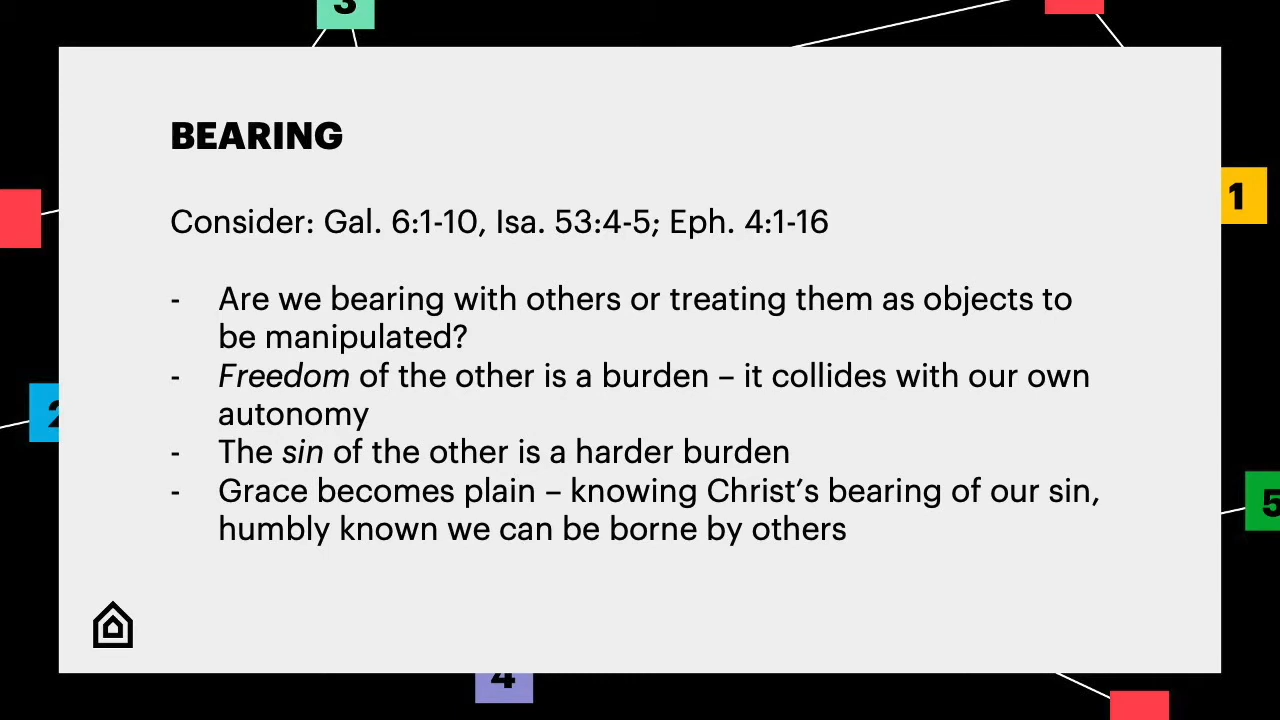 3
BEARING
1
Consider: Gal. 6:1-10, Isa. 53:4-5; Eph. 4:1-16
- Are we bearing with others or treating them as objects to
be manipulated?
- Freedom of the other is a burden – it collides with our own
autonomy
2
- The sin of the other is a harder burden
- Grace becomes plain – knowing Christ’s bearing of our sin,
humbly known we can be borne by others
5
4